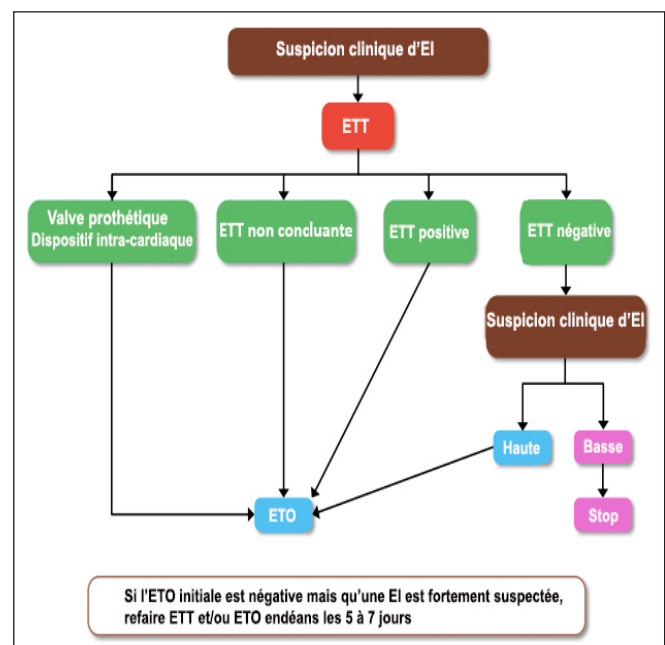 Suspicion clinique d'EI
ETT
Valve prothétique
Dispositif intra-cardiaque
ETT non concluante
ETT positive
ETT négative
Suspicion clinique d'EI
Haute
Basse
ETO
Stop
Si l'ETO initiale est négative mais qu'une EI est fortement suspectée,
refaire ETT et/ou ETO endéans les 5 à 7 jours